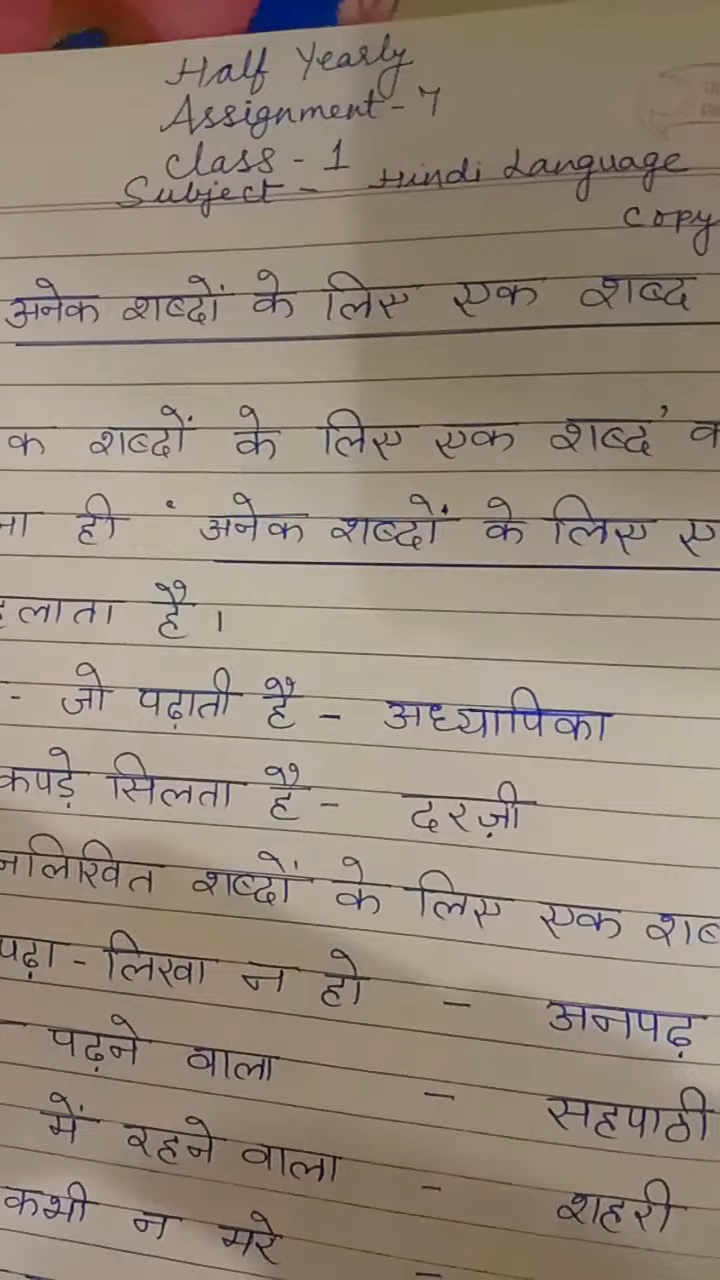 Half Yearly
Assignment - 7
Class - 1
Subject - Hindi Language
Copy
अनेक शब्दों के लिए एक शब्द
क शब्दों के लिए एक शब्द'
ही ' अनेक शब्दों के लिए ए
लाता है।
- जो पढ़ाती है - अध्यापिका
कपड़े सिलता है - दरज़ी
लिखित शब्दों के लिए एक शब
पढ़ा - लिखा न हो - अनपढ़
पढ़ने वाला - सहपाठी
में रहने वाला - शहरी
कभी न मरे -